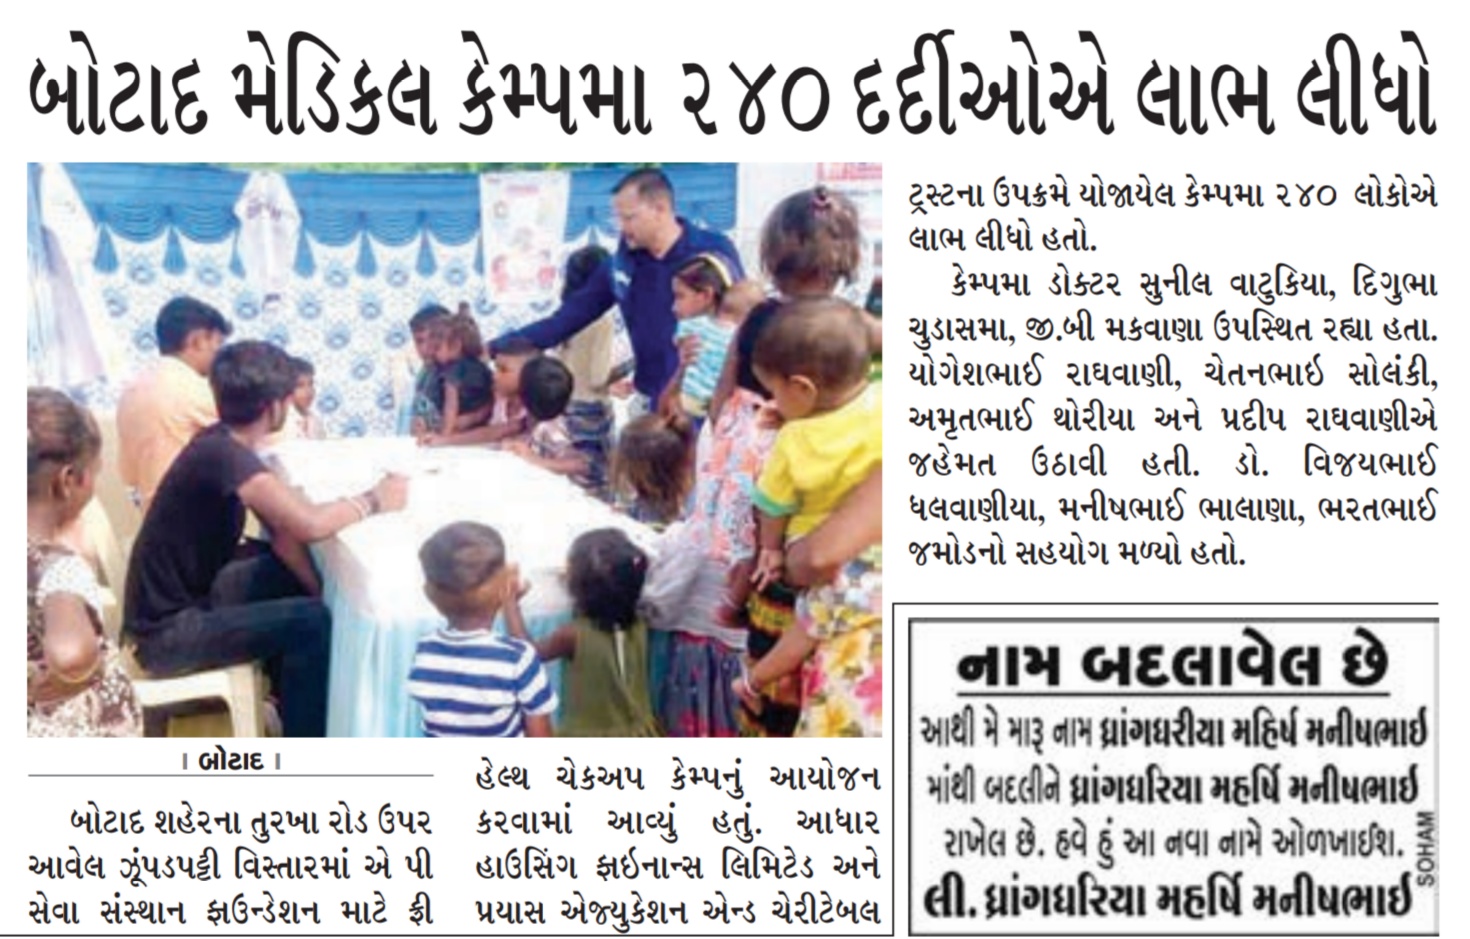 બોટાદ મેડિકલ કેમ્પમા ૨૪૦ દર્દીઓએ લાભ લીધો
। બોટાદ ।
બોટાદ શહેરના તુરખા રોડ ઉપર
આવેલ ઝૂંપડપટ્ટી વિસ્તારમાં એ પી
સેવા સંસ્થાન ફાઉન્ડેશન માટે ફ્રી
હેલ્થ ચેકઅપ કેમ્પનું આયોજન
કરવામાં આવ્યું હતું. આધાર
હાઉસિંગ ફાઇનાન્સ લિમિટેડ અને
પ્રયાસ એજ્યુકેશન એન્ડ ચેરીટેબલ
ટ્રસ્ટના ઉપક્રમે યોજાયેલ કેમ્પમા ૨૪૦ લોકોએ
લાભ લીધો હતો.
કેમ્પમા ડોક્ટર સુનીલ વાટુકિયા, દિગુભા
ચુડાસમા, જી.બી મકવાણા ઉપસ્થિત રહ્યા હતા.
યોગેશભાઈ રાઘવાણી, ચેતનભાઇ સોલંકી,
અમૃતભાઈ થોરીયા અને પ્રદીપ રાઘવાણીએ
જહેમત ઉઠાવી હતી. ડો. વિજયભાઈ
ધલવાણીયા, મનીષભાઈ ભાલાણા, ભરતભાઈ
જમોડનો સહયોગ મળ્યો હતો.
નામ બદલાવેલ છે
આથી મે મારૂ નામ ધ્રાંગધરીયા મહિર્ષ મનીષભાઇ
માંથી બદલીને ધ્રાંગધરિયા મહર્ષિ મનીષભાઇ
રાખેલ છે. હવે હું આ નવા નામે ઓળખાઈશ.
લી. ધ્રાંગધરિયા મહર્ષિ મનીષભાઇ
SOHAM